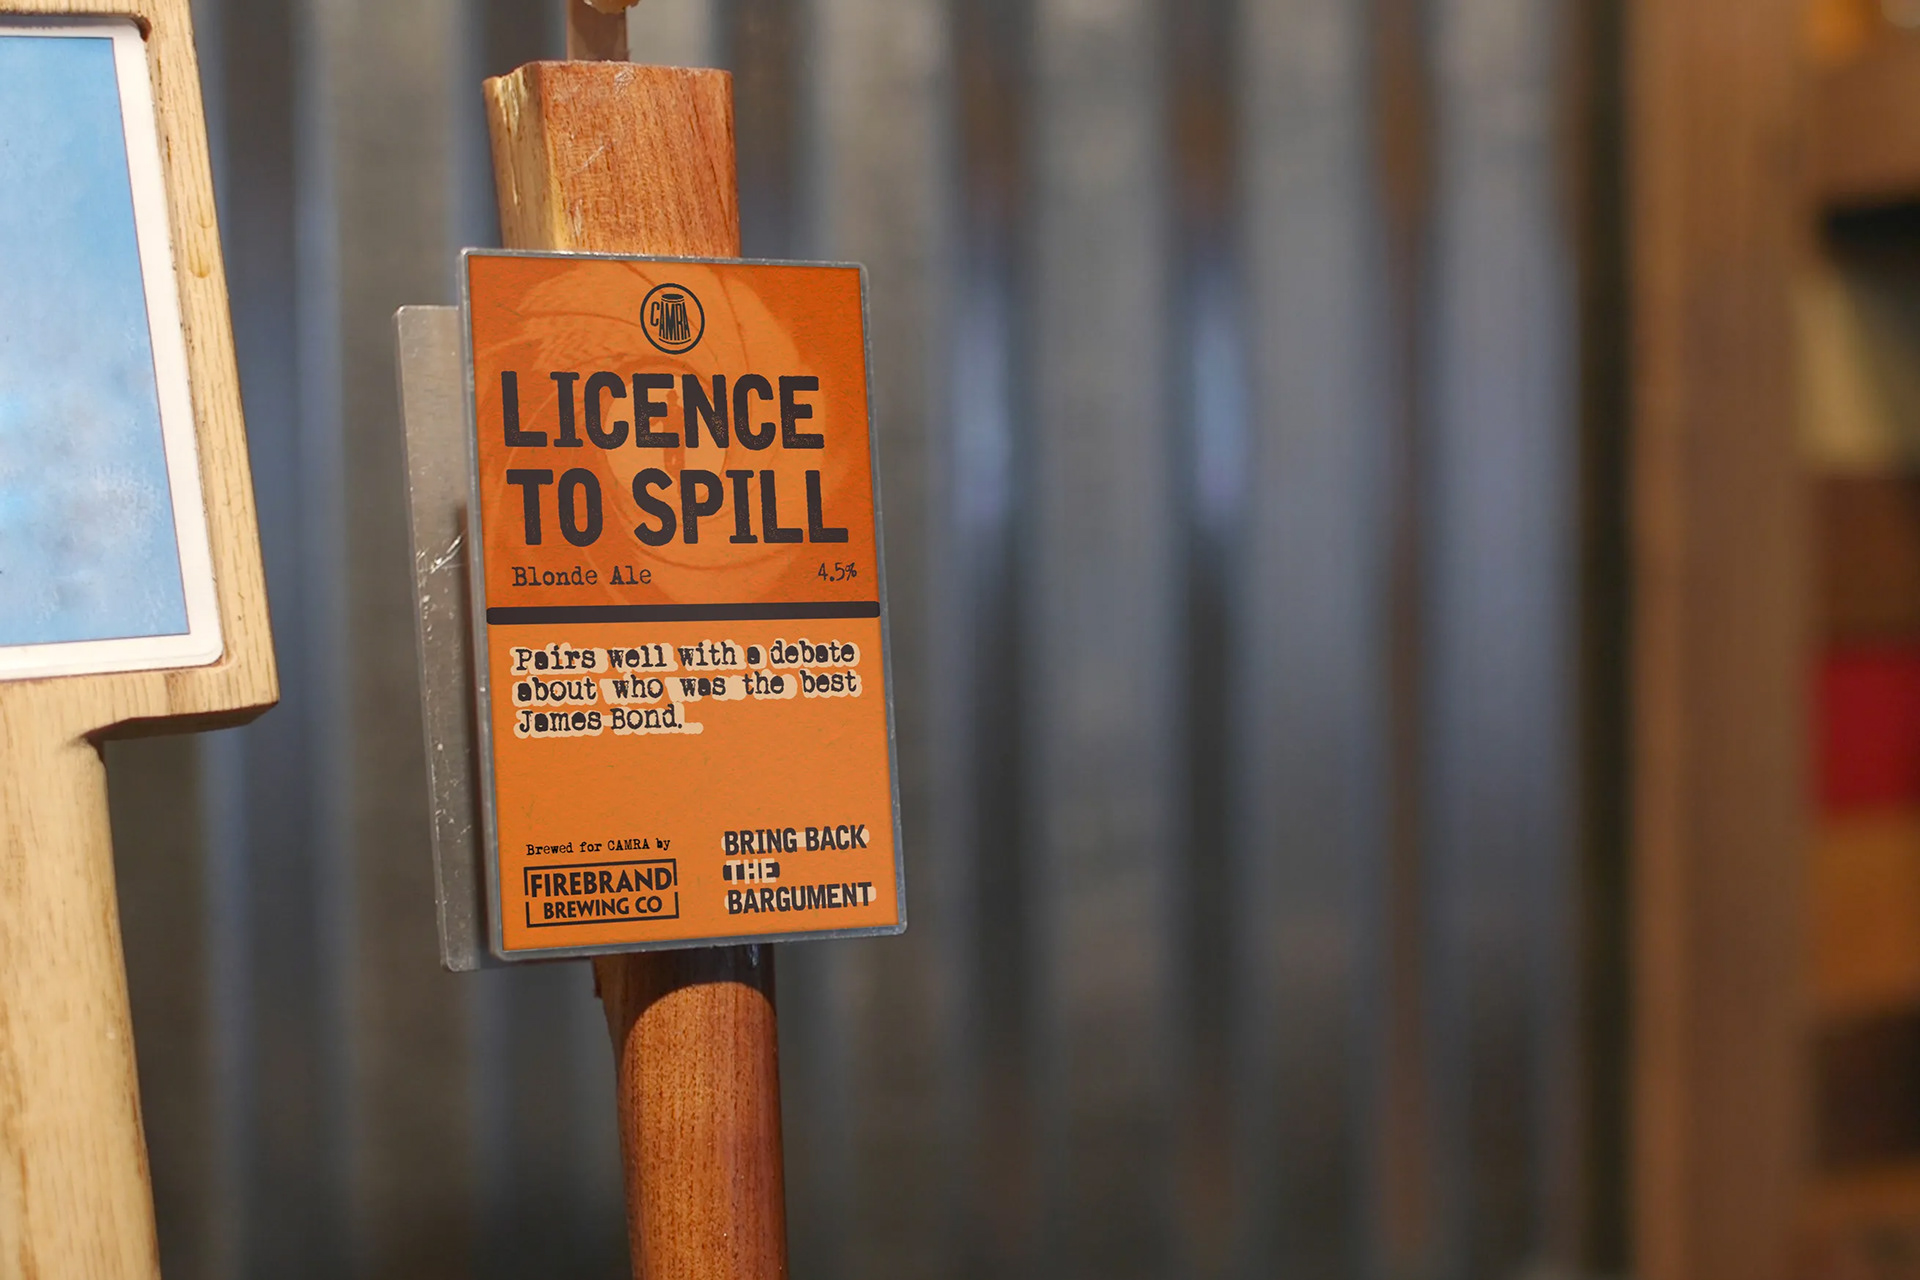 CAMRA
LICENCE
TO SPILL
Blonde Ale 4.5%
Pairs well with a debate
about who was the best
James Bond.
Brewed for CAMRA by
FIREBRAND
BREWING CO
BRING BACK
THE
BARGUMENT